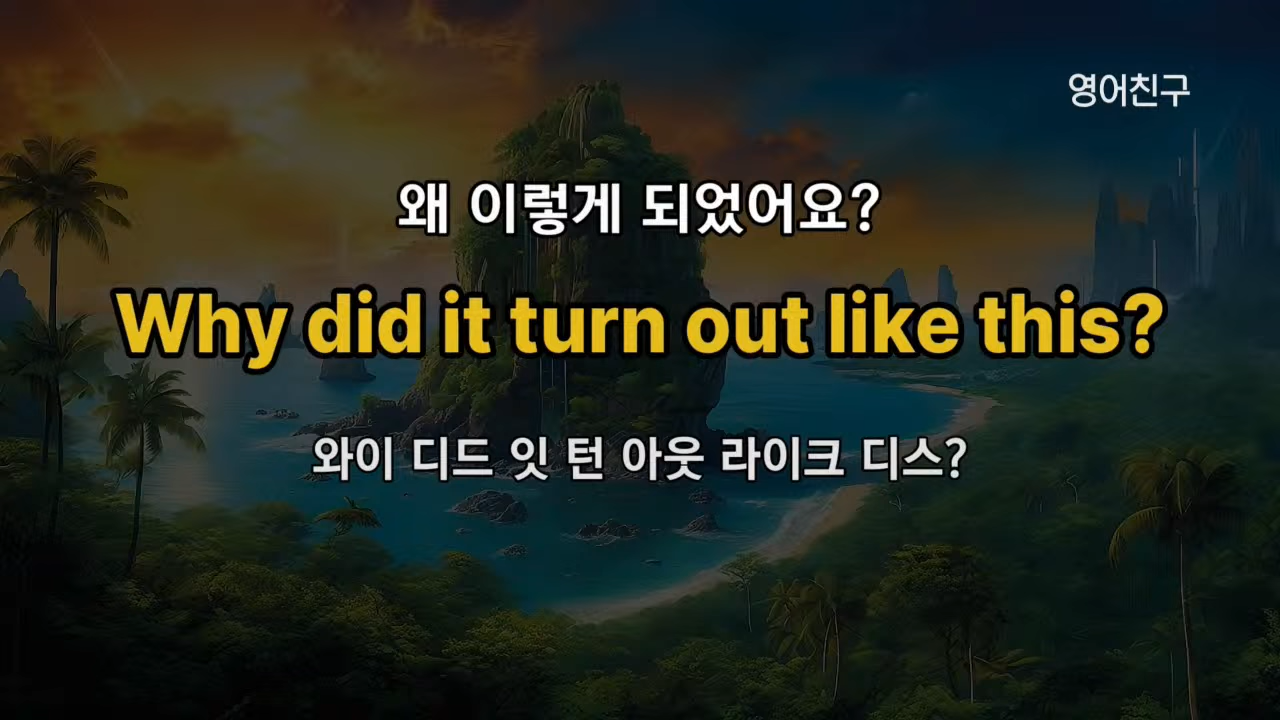 영어친구
왜 이렇게 되었어요?
Why did it turn out like this?
와이 디드 잇 턴 아웃 라이크 디스?